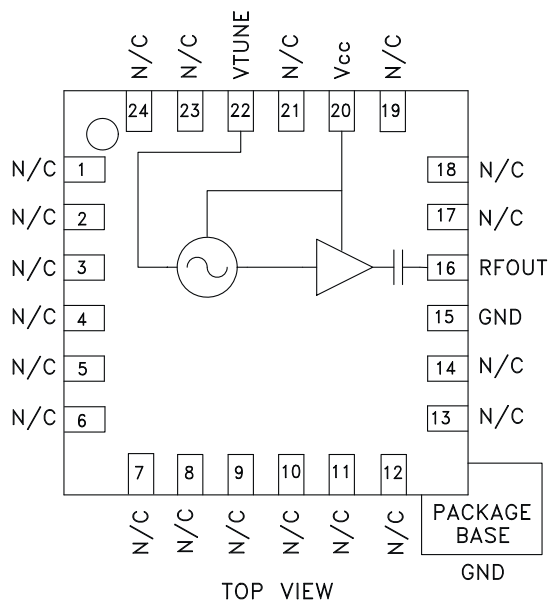 N/C
N/C
VTUNE
N/C
Vcc
N/C
24
23
22
21
20
19
N/C 1
18 N/C
N/C 2
17 N/C
N/C 3
16 RFOUT
N/C 4
15 GND
N/C 5
14 N/C
N/C 6
13 N/C
7
8
9
10
11
12
N/C
N/C
N/C
N/C
N/C
N/C
PACKAGE
BASE
GND
TOP VIEW